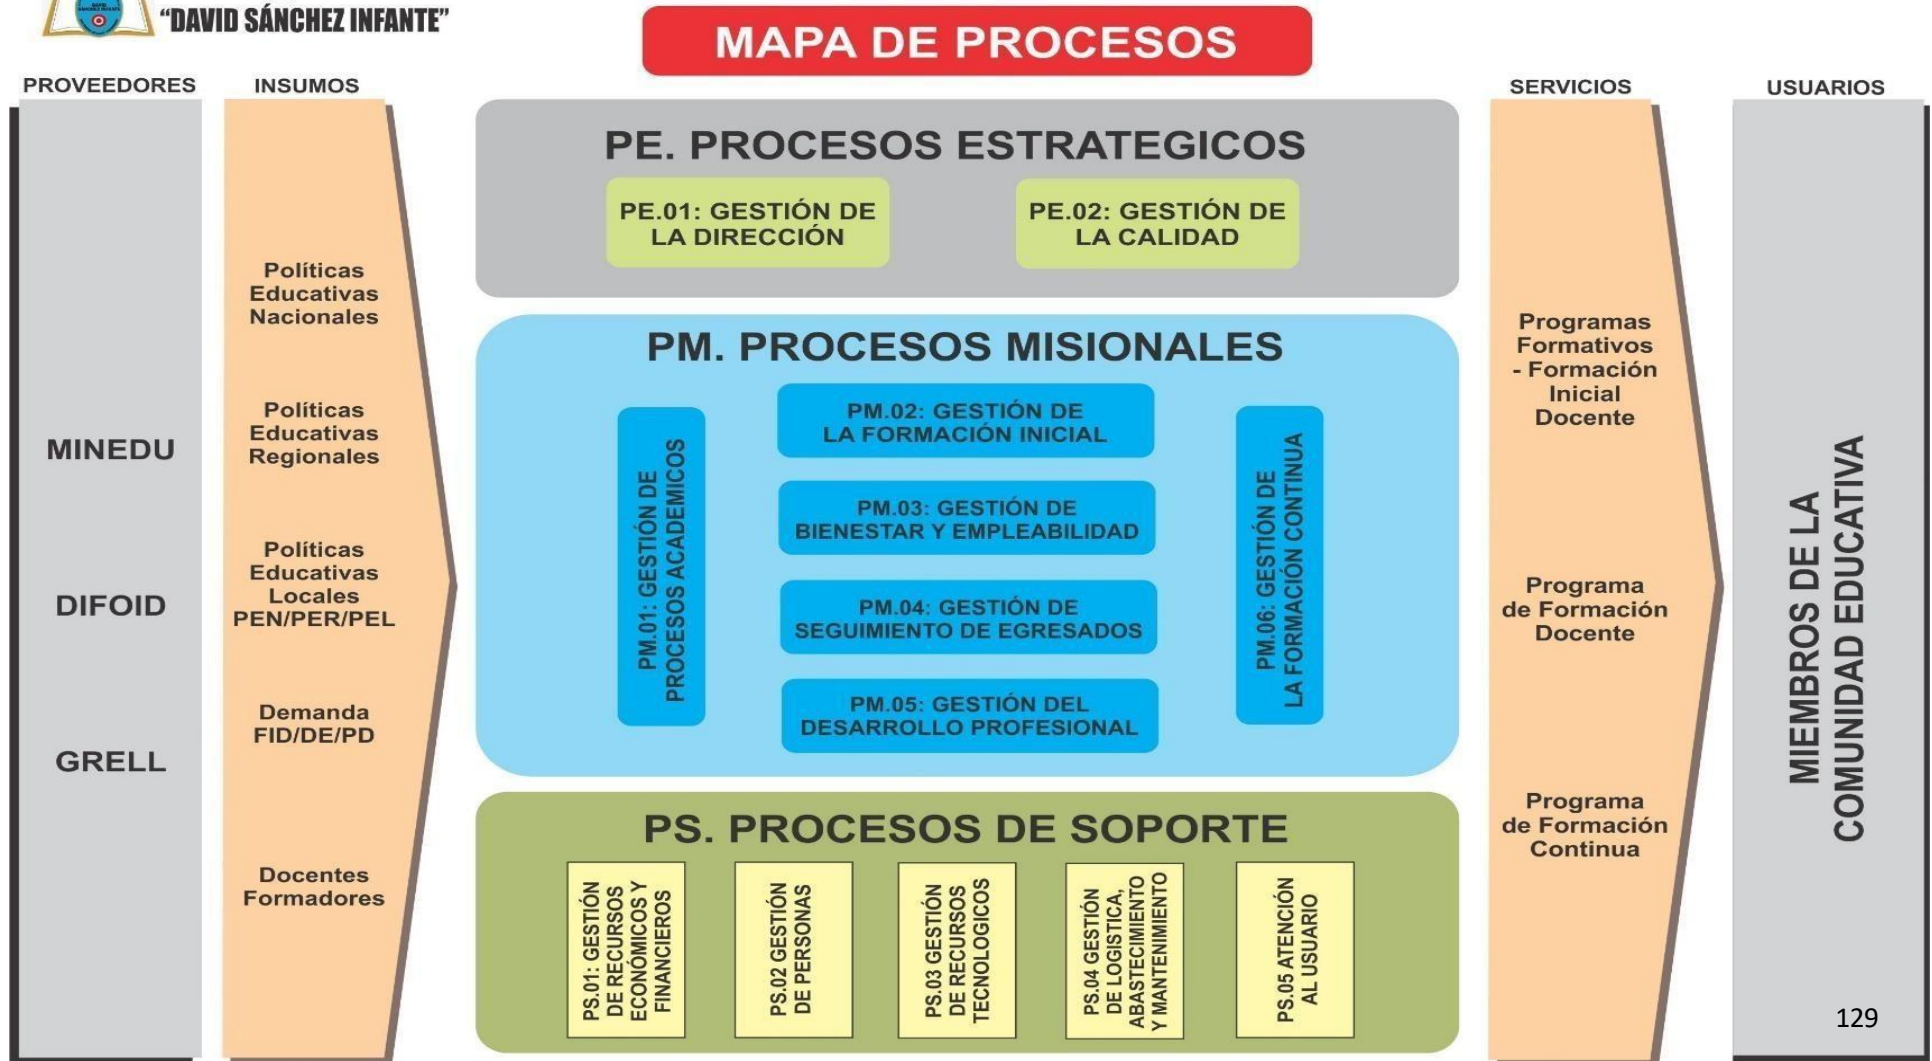 "DAVID SÁNCHEZ INFANTE"
MAPA DE PROCESOS
PROVEEDORES
MINEDU
DIFOID
GRELL
INSUMOS
Políticas
Educativas
Nacionales
Políticas
Educativas
Regionales
Políticas
Educativas
Locales
PEN/PER/PEL
Demanda
FID/DE/PD
Docentes
Formadores
PE. PROCESOS ESTRATEGICOS
PE.01: GESTIÓN DE
LA DIRECCIÓN
PE.02: GESTIÓN DE
LA CALIDAD
PM. PROCESOS MISIONALES
PM.01: GESTIÓN DE
PROCESOS ACADEMICOS
PM.02: GESTIÓN DE
LA FORMACIÓN INICIAL
PM.03: GESTIÓN DE
BIENESTAR Y EMPLEABILIDAD
PM.04: GESTIÓN DE
SEGUIMIENTO DE EGRESADOS
PM.05: GESTIÓN DEL
DESARROLLO PROFESIONAL
PM.06: GESTIÓN DE
LA FORMACIÓN CONTINUA
PS. PROCESOS DE SOPORTE
PS.01: GESTIÓN
DE RECURSOS
ECONÓMICOS Y
FINANCIEROS
PS.02 GESTIÓN
DE PERSONAS
PS.03 GESTIÓN
DE RECURSOS
TECNOLOGICOS
PS.04 GESTIÓN
DE LOGISTICA,
ABASTECIMIENTO
Y MANTENIMIENTO
PS.05 ATENCIÓN
AL USUARIO
SERVICIOS
Programas
Formativos
- Formación
Inicial
Docente
Programa
de Formación
Docente
Programa
de Formación
Continua
USUARIOS
MIEMBROS DE LA
COMUNIDAD EDUCATIVA
129